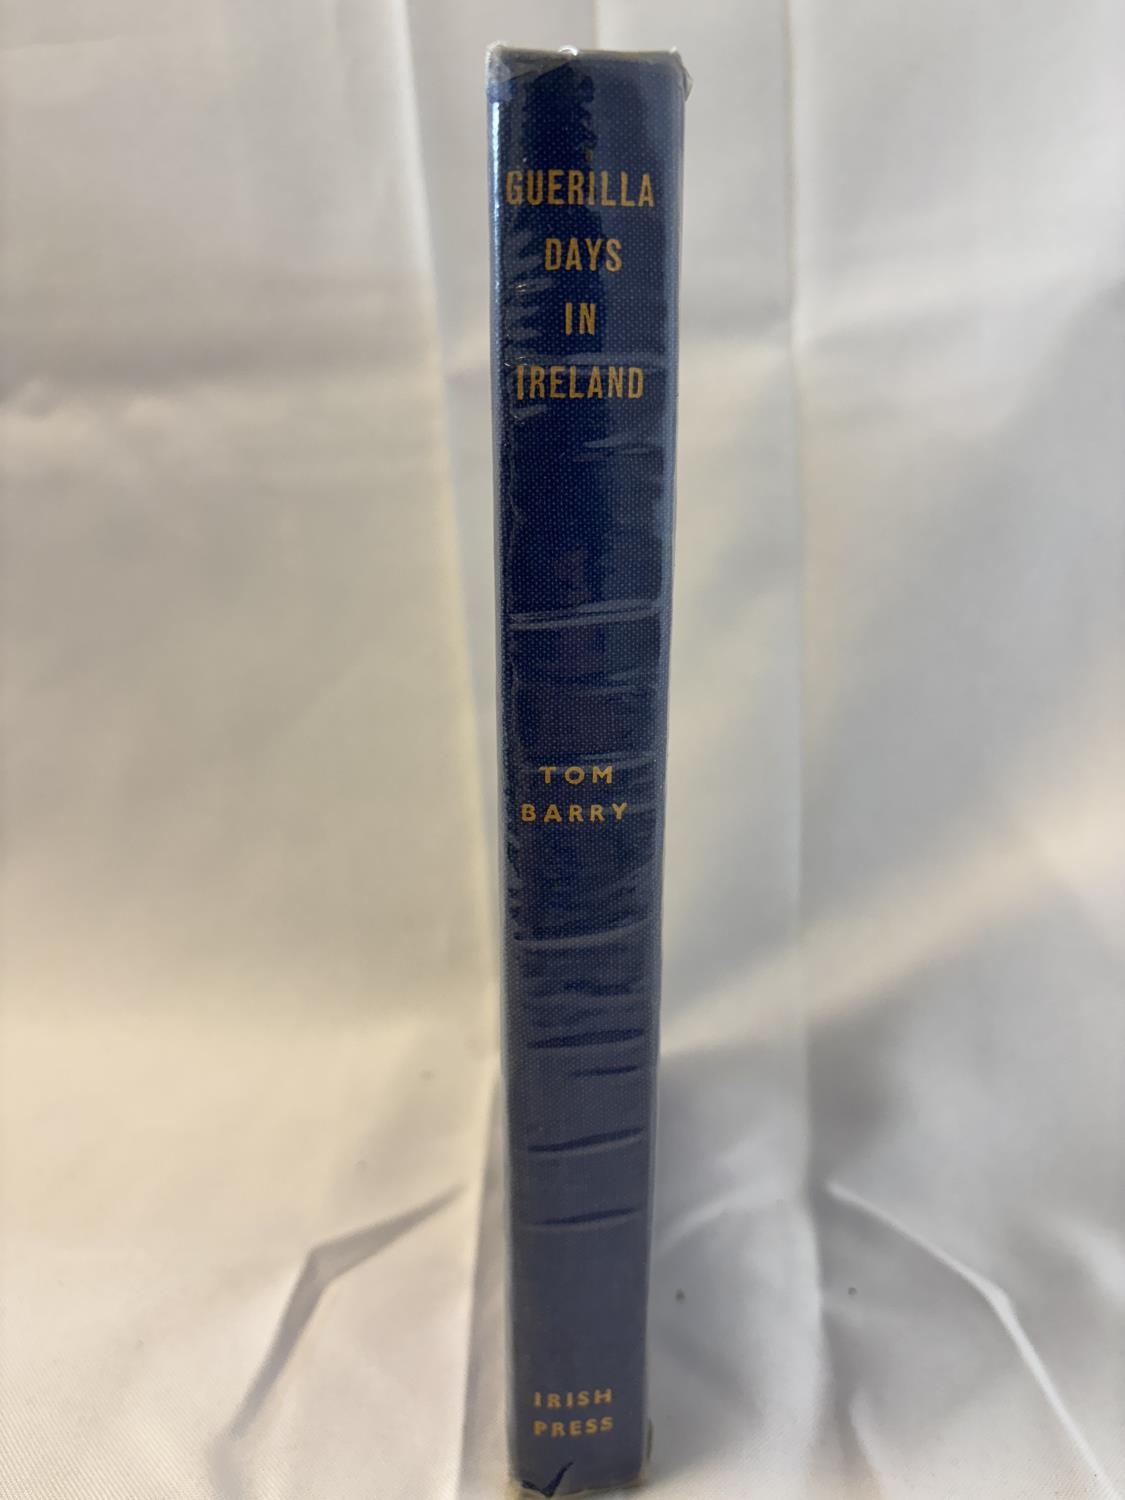 GUERILLA
DAYS
IN
IRELAND
TOM
BARRY
IRISH
PRESS